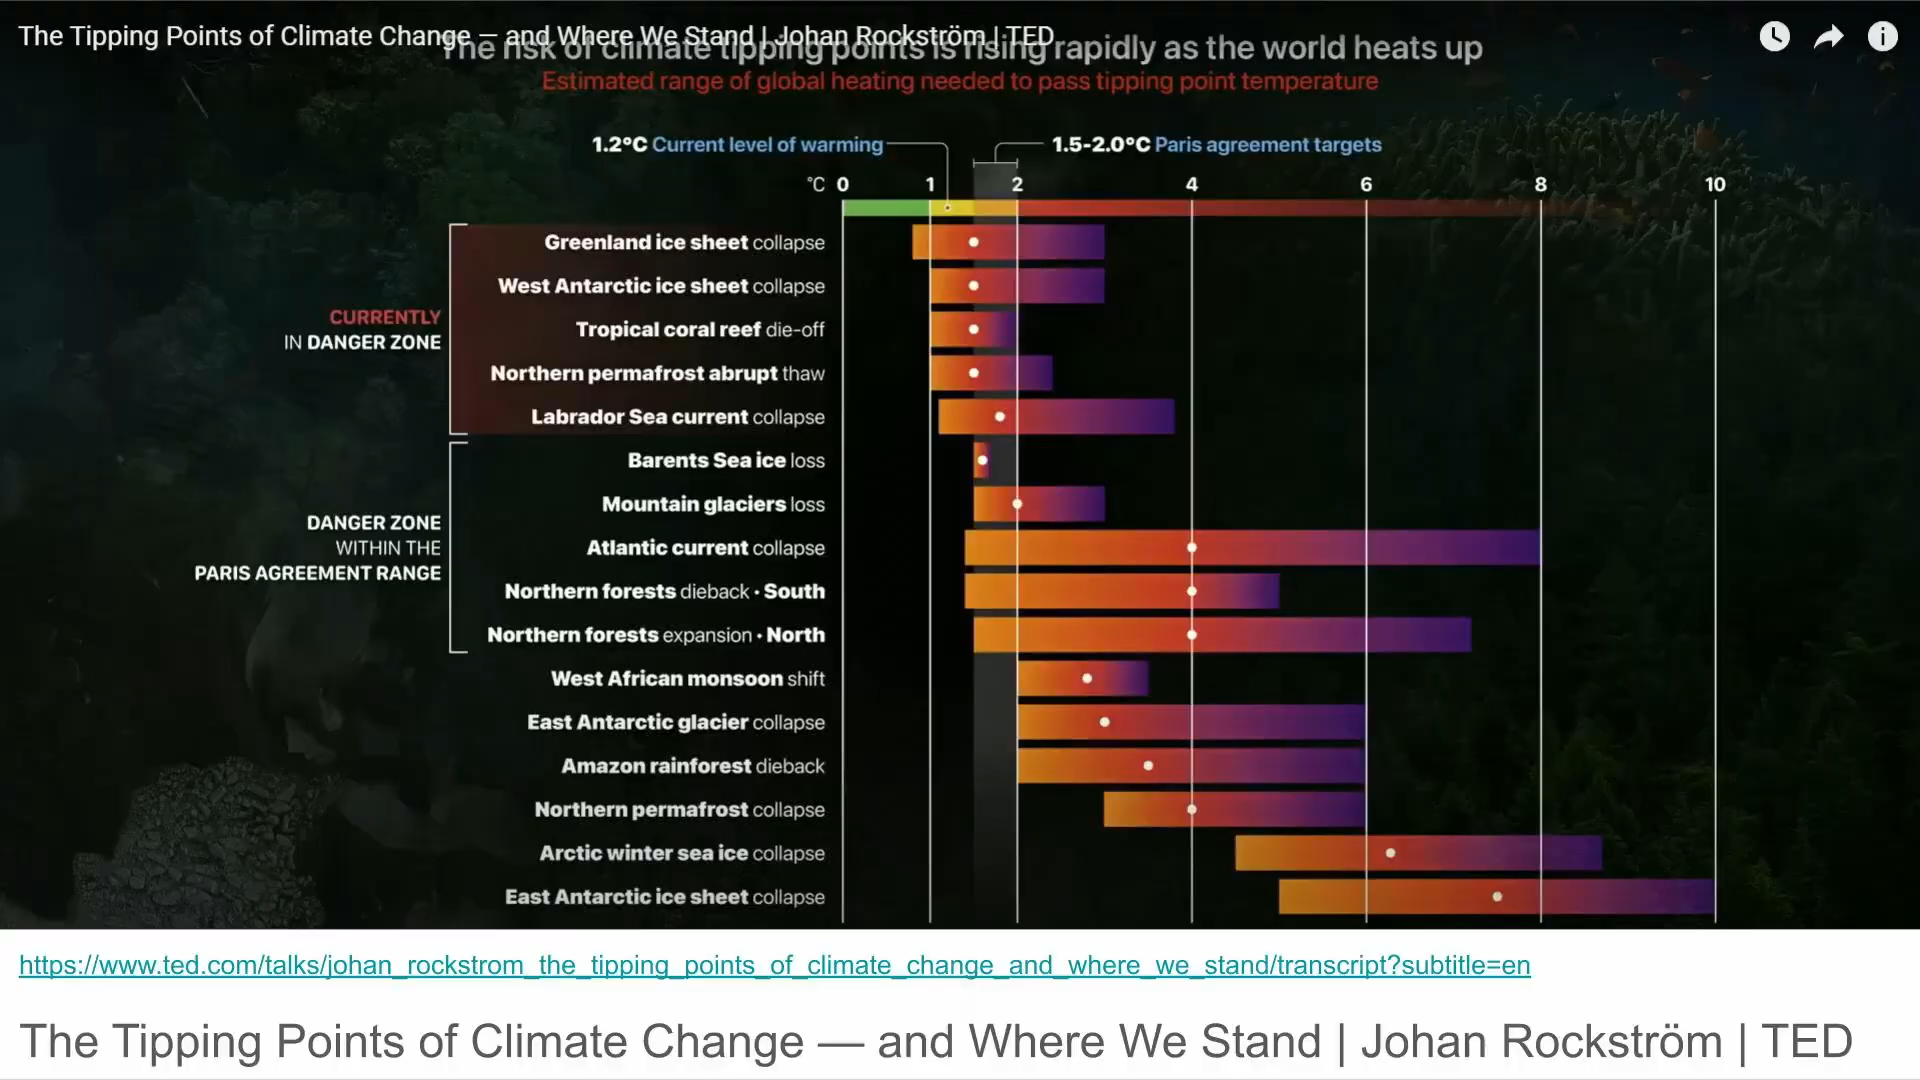 The Tipping Points of Climate Change — and Where We Stand | Johan Rockström | TED
The risk of climate tipping points is rising rapidly as the world heats up
Estimated range of global heating needed to pass tipping point temperature
1.2°C Current level of warming
1.5-2.0°C Paris agreement targets
°C 0 1 2 4 6 8 10
CURRENTLY
IN DANGER ZONE
Greenland ice sheet collapse
West Antarctic ice sheet collapse
Tropical coral reef die-off
Northern permafrost abrupt thaw
Labrador Sea current collapse
DANGER ZONE
WITHIN THE
PARIS AGREEMENT RANGE
Barents Sea ice loss
Mountain glaciers loss
Atlantic current collapse
Northern forests dieback • South
Northern forests expansion • North
West African monsoon shift
East Antarctic glacier collapse
Amazon rainforest dieback
Northern permafrost collapse
Arctic winter sea ice collapse
East Antarctic ice sheet collapse
https://www.ted.com/talks/johan_rockstrom_the_tipping_points_of_climate_change_and_where_we_stand/transcript?subtitle=en
The Tipping Points of Climate Change — and Where We Stand | Johan Rockström | TED